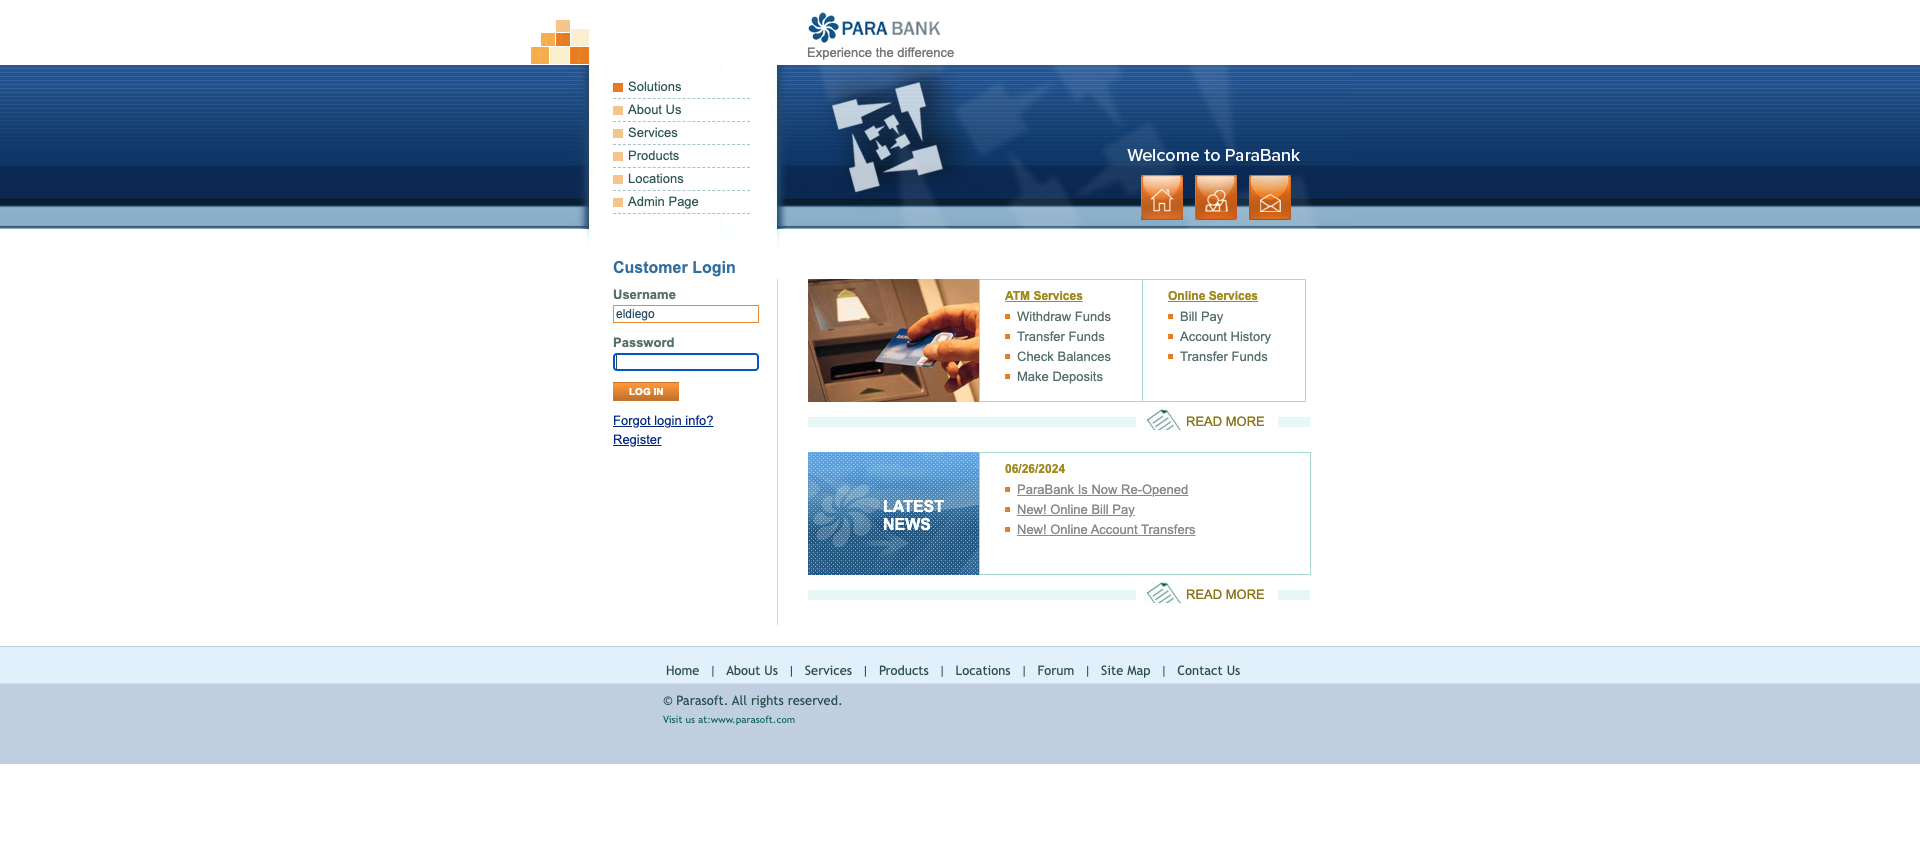 PARA BANK
Experience the difference
Solutions
About Us
Services
Products
Locations
Admin Page
Welcome to ParaBank
Customer Login
Username
eldiego
Password
LOG IN
Forgot login info?
Register
ATM Services
Withdraw Funds
Transfer Funds
Check Balances
Make Deposits
Online Services
Bill Pay
Account History
Transfer Funds
READ MORE
LATEST
NEWS
06/26/2024
ParaBank Is Now Re-Opened
New! Online Bill Pay
New! Online Account Transfers
READ MORE
Home | About Us | Services | Products | Locations | Forum | Site Map | Contact Us
© Parasoft. All rights reserved.
Visit us at:www.parasoft.com